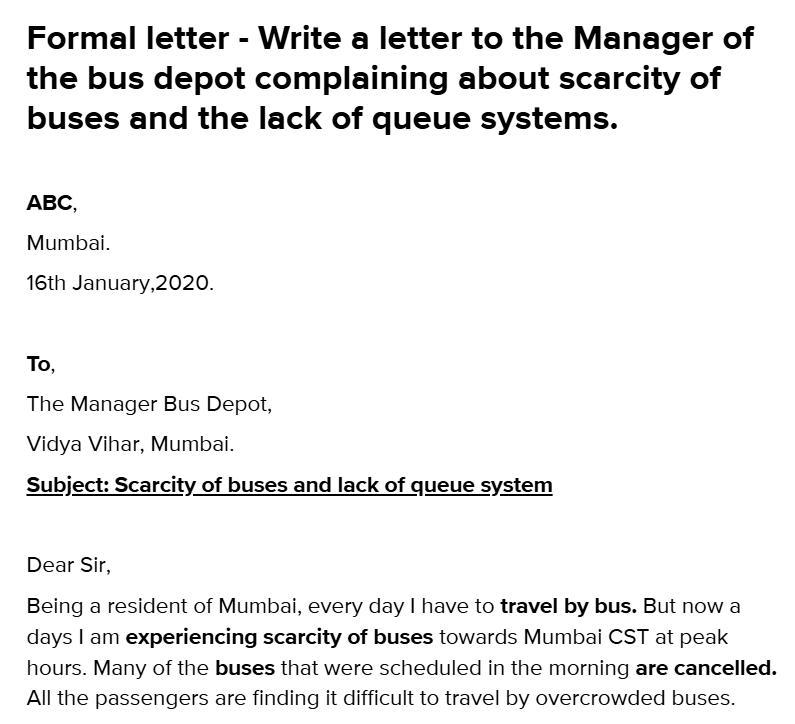 Formal letter - Write a letter to the Manager of
the bus depot complaining about scarcity of
buses and the lack of queue systems.
ABC,
Mumbai.
16th January,2020.
To,
The Manager Bus Depot,
Vidya Vihar, Mumbai.
Subject: Scarcity of buses and lack of queue system
Dear Sir,
Being a resident of Mumbai, every day I have to travel by bus. But now a
days I am experiencing scarcity of buses towards Mumbai CST at peak
hours. Many of the buses that were scheduled in the morning are cancelled.
All the passengers are finding it difficult to travel by overcrowded buses.